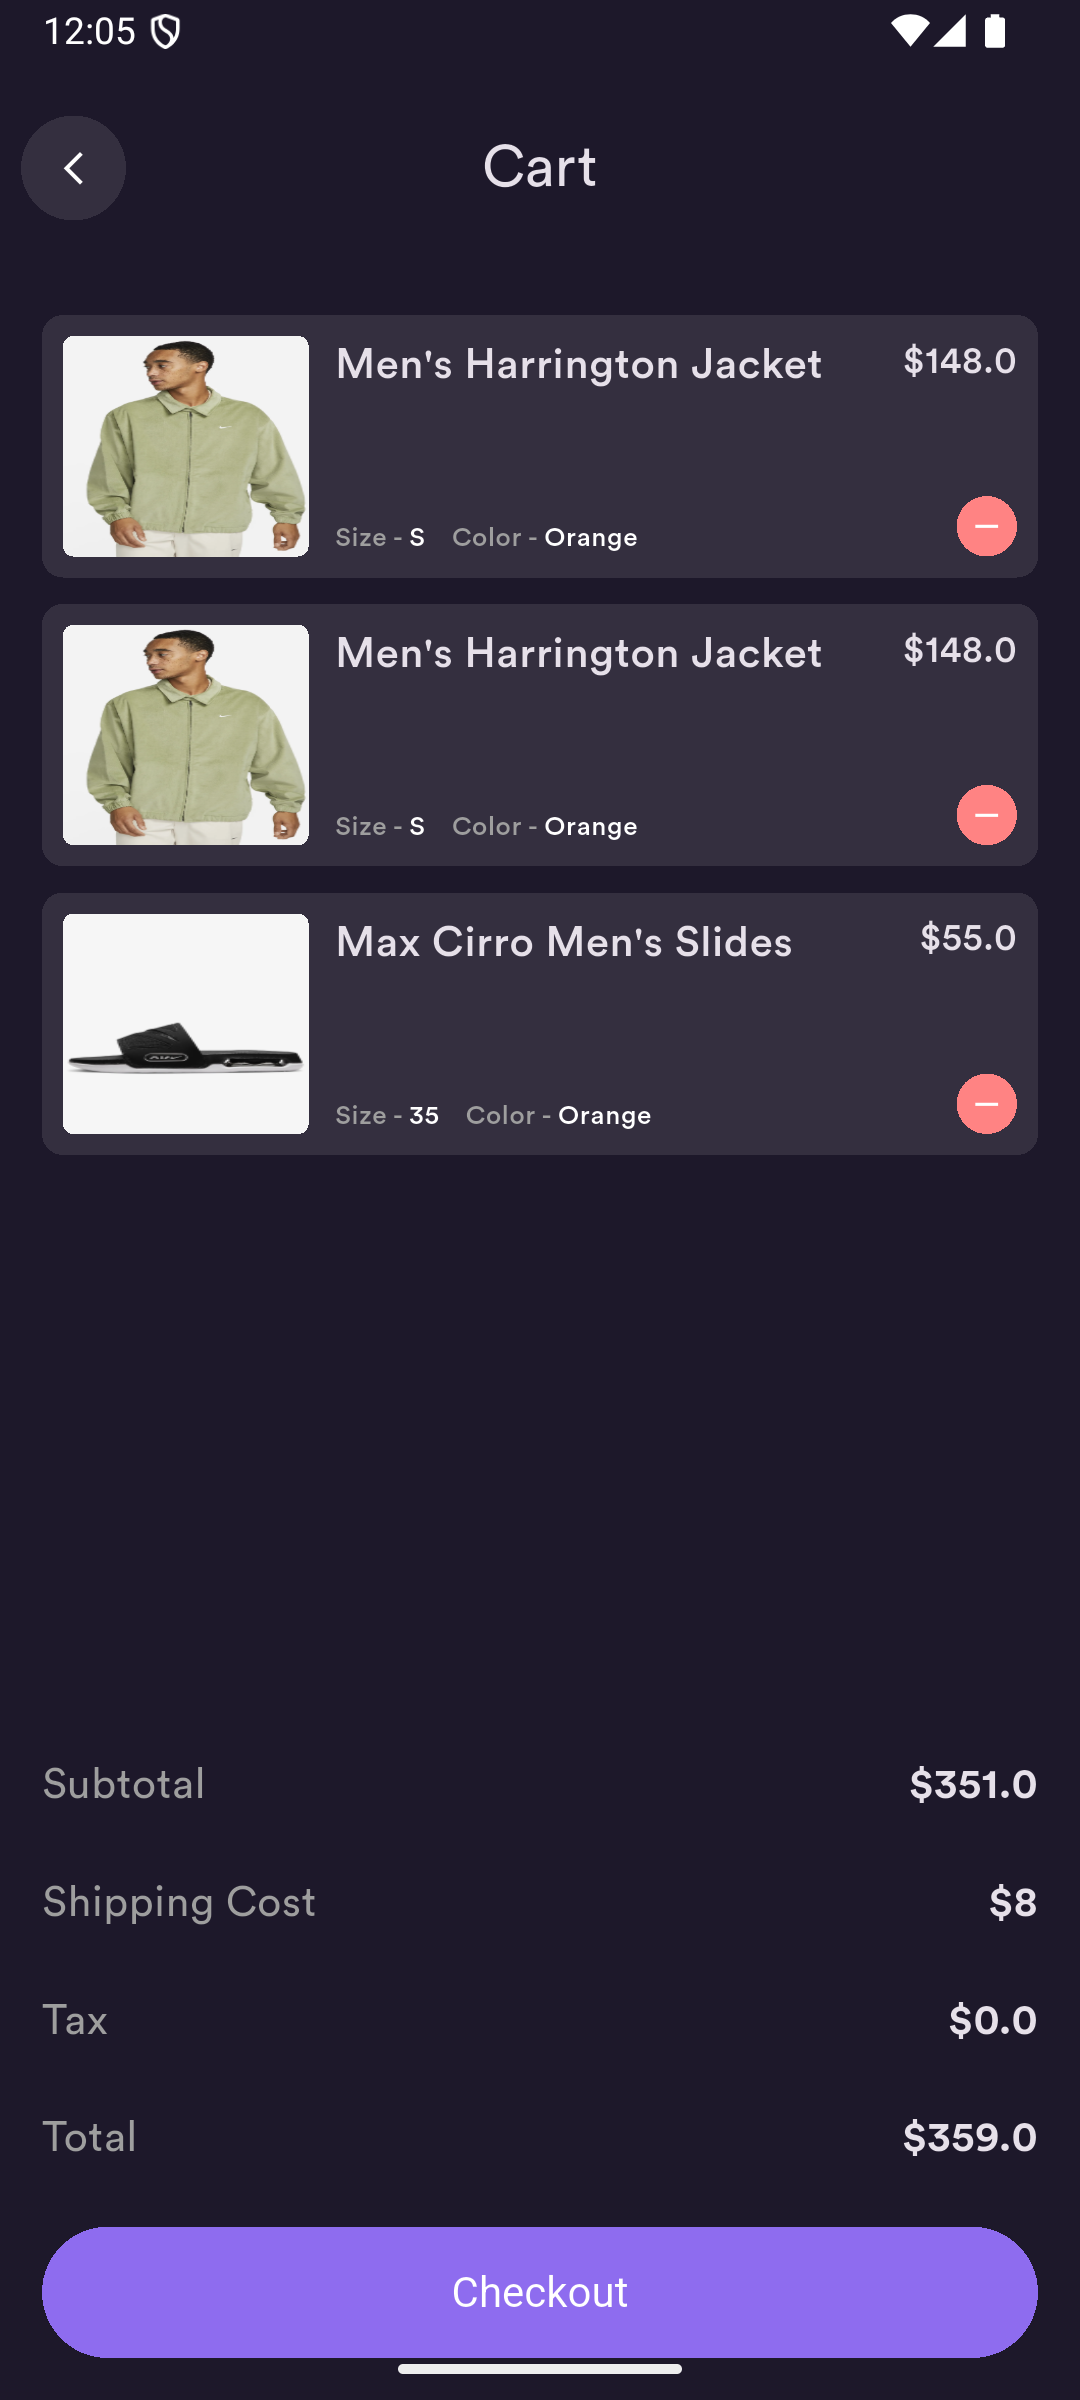 12:05
Cart
Men's Harrington Jacket $148.0
Size - S Color - Orange
Men's Harrington Jacket $148.0
Size - S Color - Orange
Max Cirro Men's Slides $55.0
Size - 35 Color - Orange
Subtotal $351.0
Shipping Cost $8
Tax $0.0
Total $359.0
Checkout